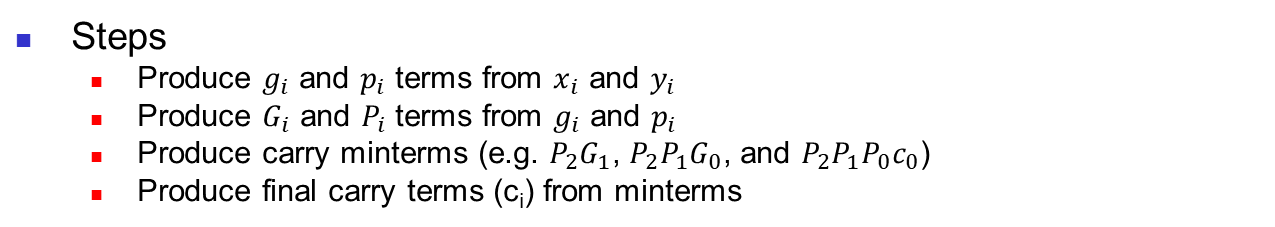 Steps
Produce gᵢ and pᵢ terms from xᵢ and yᵢ
Produce Gᵢ and Pᵢ terms from gᵢ and pᵢ
Produce carry minterms (e.g. P₂G₁, P₂P₁G₀, and P₂P₁P₀c₀)
Produce final carry terms (cᵢ) from minterms